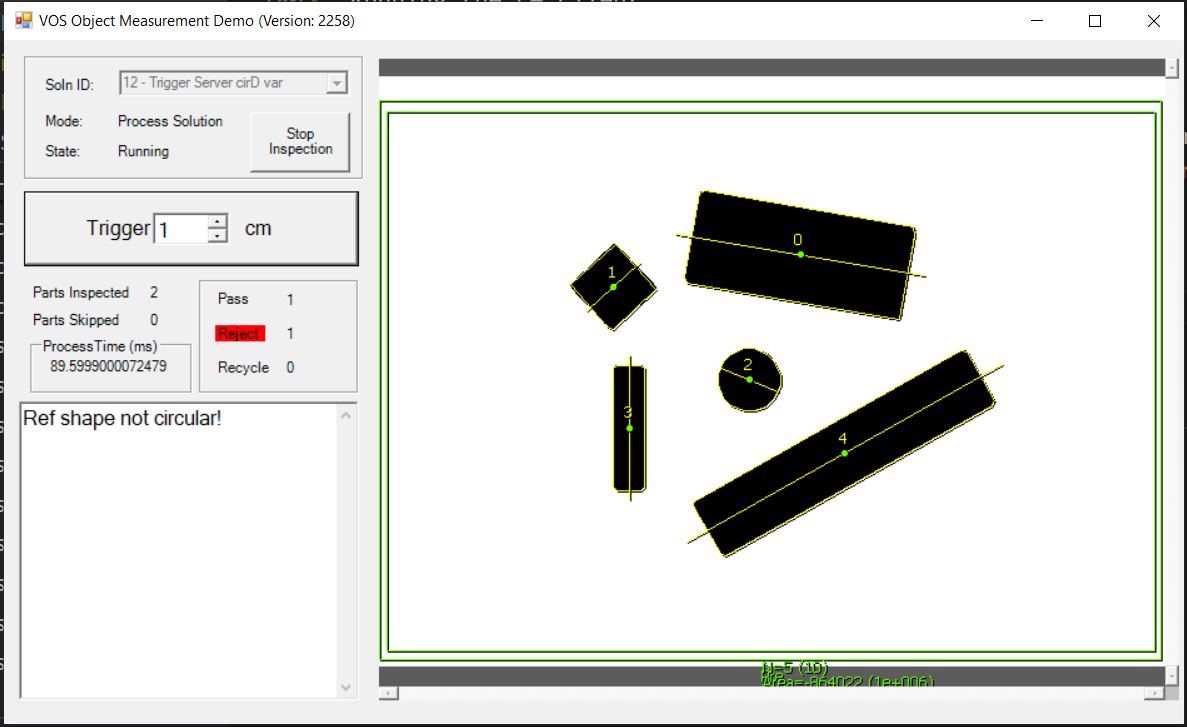 VOS Object Measurement Demo (Version: 2258)
Soln ID: 12 - Trigger Server cirD var
Mode: Process Solution
State: Running
Stop
Inspection
Trigger 1 cm
Parts Inspected 2
Parts Skipped 0
ProcessTime (ms)
89.5999000072479
Pass 1
Reject 1
Recycle 0
Ref shape not circular!
0
1
2
3
4
N=5 (10)
Area=864022 (1e+006)